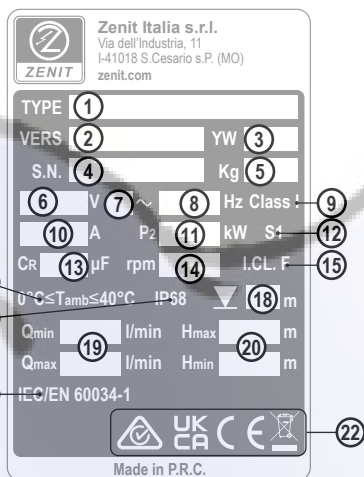 Zenit Italia s.r.l.
Via dell'Industria, 11
I-41018 S.Cesario s.P. (MO)
zenit.com
ZENIT
TYPE 1
VERS 2 YW 3
S.N. 4 Kg 5
6 V 7 ~ 8 Hz Class I 9
10 A P2 11 kW S1 12
CR 13 µF rpm 14 I.CL. F 15
0°C≤Tamb≤40°C IP68 18 m
Qmin l/min Hmax m
19 20
Qmax l/min Hmin m
IEC/EN 60034-1
UK CA CE 22
Made in P.R.C.